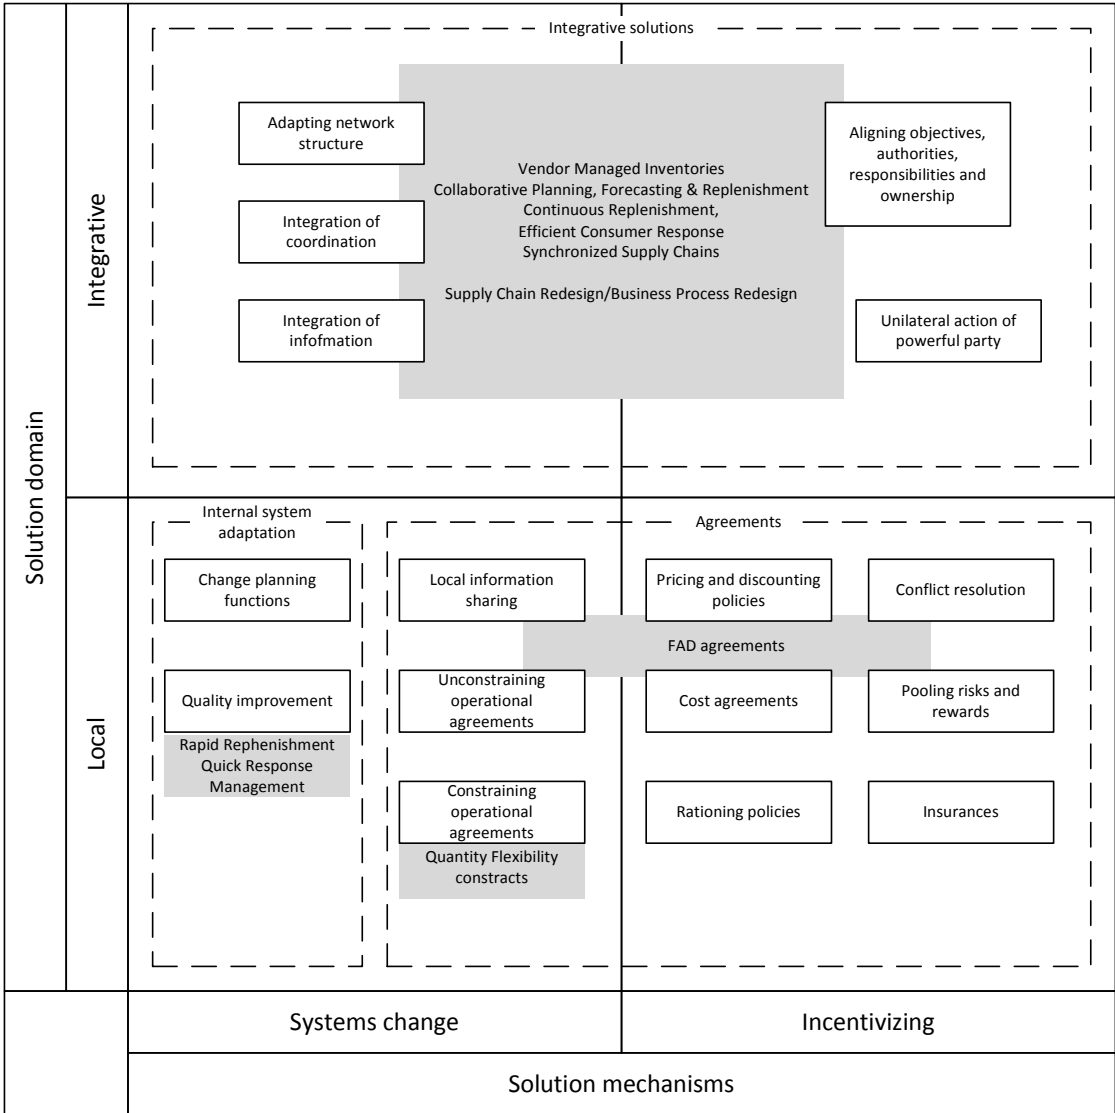 Integrative solutions
Adapting network
structure
Integration of
coordination
Integration of
infofmation
Vendor Managed Inventories
Collaborative Planning, Forecasting & Replenishment
Continuous Replenishment,
Efficient Consumer Response
Synchronized Supply Chains
Supply Chain Redesign/Business Process Redesign
Aligning objectives,
authorities,
responsibilities and
ownership
Unilateral action of
powerful party
Solution domain
Integrative
Local
Internal system
adaptation
Change planning
functions
Quality improvement
Rapid Rephenishment
Quick Response
Management
Agreements
Local information
sharing
Pricing and discounting
policies
Conflict resolution
FAD agreements
Unconstraining
operational
agreements
Cost agreements
Pooling risks and
rewards
Constraining
operational
agreements
Rationing policies
Insurances
Quantity Flexibility
constracts
Systems change
Incentivizing
Solution mechanisms